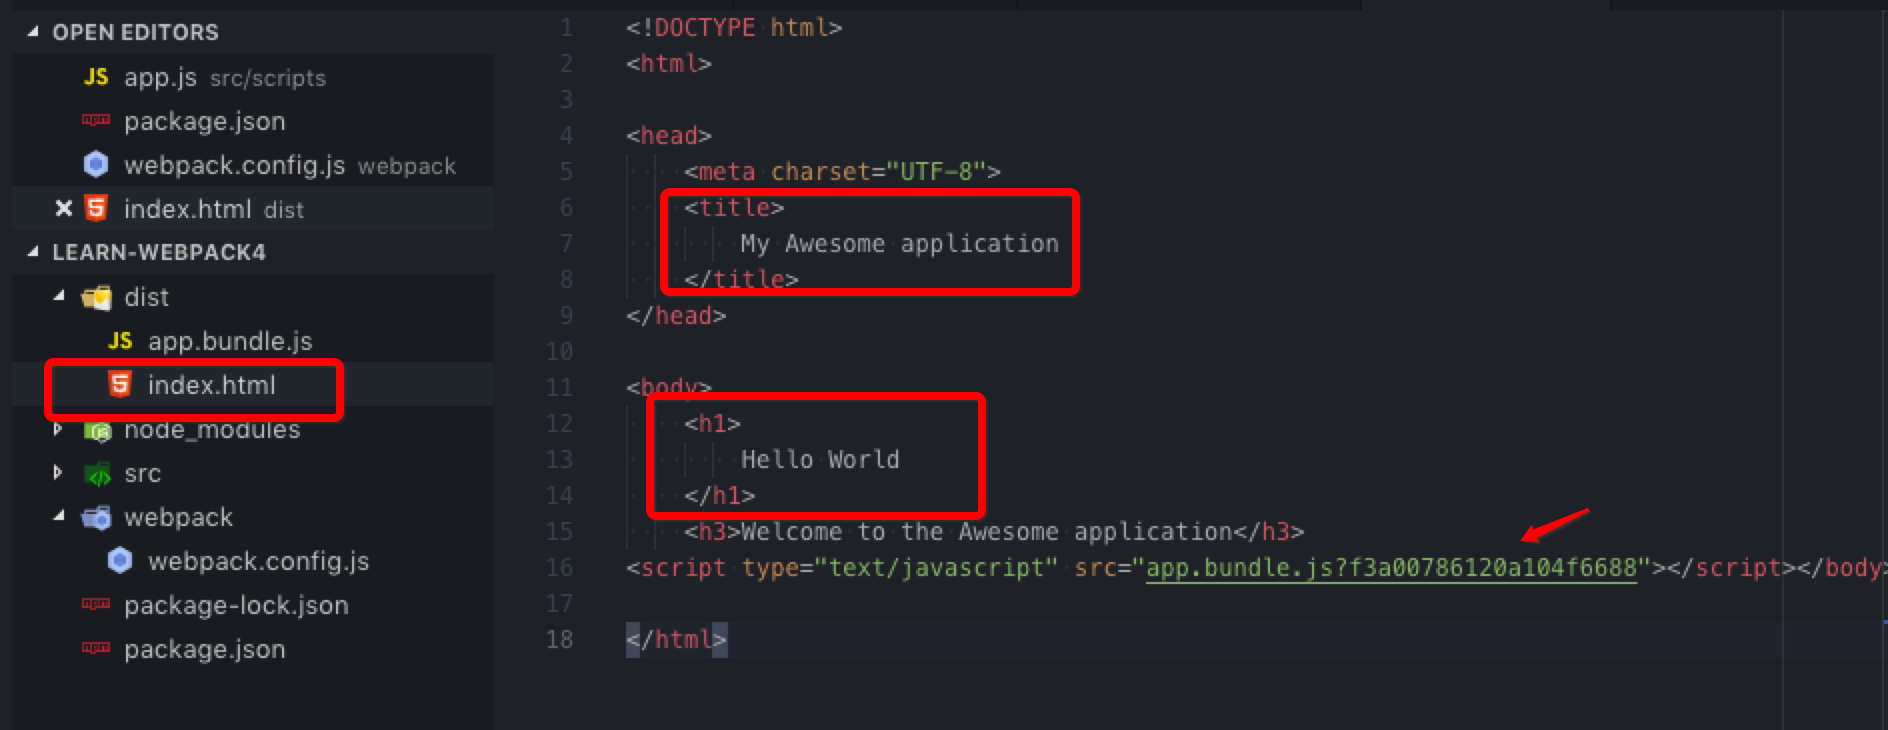 OPEN EDITORS
JS app.js src/scripts
package.json
webpack.config.js webpack
index.html dist
LEARN-WEBPACK4
dist
JS app.bundle.js
index.html
node_modules
src
webpack
webpack.config.js
package-lock.json
package.json
1 <!DOCTYPE html>
2 <html>
3
4 <head>
5 <meta charset="UTF-8">
6 <title>
7 My Awesome application
8 </title>
9 </head>
10
11 <body>
12 <h1>
13 Hello World
14 </h1>
15 <h3>Welcome to the Awesome application</h3>
16 <script type="text/javascript" src="app.bundle.js?f3a00786120a104f6688"></script></body>
17
18 </html>